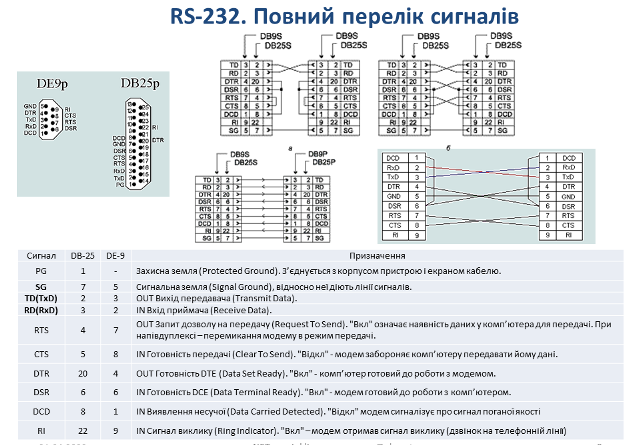 RS-232. Повний перелік сигналів
DE9p DB25p
GND
DTR
TxD
RxD
DCD
RI
CTS
RTS
DSR
RI
DTR
DCD
GND
DSR
CTS
RTS
RxD
TxD
PG
DB9S DB9S
DB25S DB25S
TD 3 2 2 3 TD
RD 2 3 3 2 RD
DTR 4 20 20 4 DTR
DSR 6 6 6 6 DSR
RTS 7 4 4 7 RTS
CTS 8 5 5 8 CTS
DCD 1 8 8 1 DCD
RI 9 22 22 9 RI
SG 5 7 7 5 SG
а
DB9S DB9S
DB25S DB25S
TD 3 2 2 3 TD
RD 2 3 3 2 RD
DTR 4 20 20 4 DTR
DSR 6 6 6 6 DSR
RTS 7 4 4 7 RTS
CTS 8 5 5 8 CTS
DCD 1 8 8 1 DCD
RI 9 22 22 9 RI
SG 5 7 7 5 SG
б
DB9S DB9P
DB25S DB25P
TD 3 2 2 3 TD
RD 2 3 3 2 RD
DTR 4 20 20 4 DTR
DSR 6 6 6 6 DSR
RTS 7 4 4 7 RTS
CTS 8 5 5 8 CTS
DCD 1 8 8 1 DCD
RI 9 22 22 9 RI
SG 5 7 7 5 SG
DCD 1 1 DCD
RxD 2 2 RxD
TxD 3 3 TxD
DTR 4 4 DTR
GND 5 5 GND
DSR 6 6 DSR
RTS 7 7 RTS
CTS 8 8 CTS
RI 9 9 RI
Сигнал DB-25 DE-9 Призначення
PG 1 - Захисна земля (Protected Ground). З’єднується з корпусом пристрою і екраном кабелю.
SG 7 5 Сигнальна земля (Signal Ground), відносно неї діють лінії сигналів.
TD(TxD) 2 3 OUT Вихід передавача (Transmit Data).
RD(RxD) 3 2 IN Вхід приймача (Receive Data).
RTS 4 7 OUT Запит дозволу на передачу (Request To Send). "Вкл" означає наявність даних у комп’ютера для передачі. При
напівдуплексі – перемикання модему в режим передачі.
CTS 5 8 IN Готовність передачі (Clear To Send). "Відкл" - модем забороняє комп’ютеру передавати йому дані.
DTR 20 4 OUT Готовність DTE (Data Set Ready). "Вкл" - комп’ютер готовий до роботи з модемом.
DSR 6 6 IN Готовність DCE (Data Terminal Ready). "Вкл" - модем готовий до роботи з комп’ютером.
DCD 8 1 IN Виявлення несучої (Data Carried Detected). "Відкл" модем сигналізує про сигнал поганої якості
RI 22 9 IN Сигнал виклику (Ring Indicator). "Вкл" – модем отримав сигнал виклику (дзвінок на телефонній лінії)